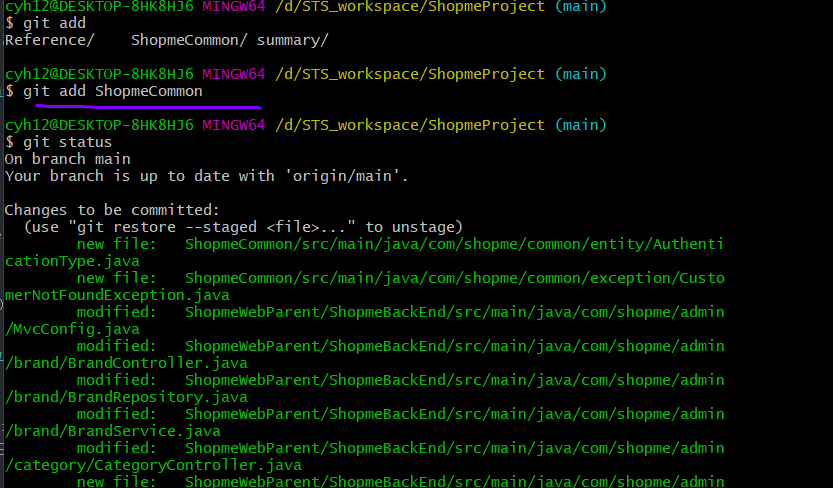 cyh12@DESKTOP-8HK8HJ6 MINGW64 /d/STS_workspace/ShopmeProject (main)
$ git add
Reference/    ShopmeCommon/ summary/
cyh12@DESKTOP-8HK8HJ6 MINGW64 /d/STS_workspace/ShopmeProject (main)
$ git add ShopmeCommon
cyh12@DESKTOP-8HK8HJ6 MINGW64 /d/STS_workspace/ShopmeProject (main)
$ git status
On branch main
Your branch is up to date with 'origin/main'.
Changes to be committed:
  (use "git restore --staged <file>..." to unstage)
        new file:   ShopmeCommon/src/main/java/com/shopme/common/entity/Authenti
cationType.java
        new file:   ShopmeCommon/src/main/java/com/shopme/common/exception/Custo
merNotFoundException.java
        modified:   ShopmeWebParent/ShopmeBackEnd/src/main/java/com/shopme/admin
/MvcConfig.java
        modified:   ShopmeWebParent/ShopmeBackEnd/src/main/java/com/shopme/admin
/brand/BrandController.java
        modified:   ShopmeWebParent/ShopmeBackEnd/src/main/java/com/shopme/admin
/brand/BrandRepository.java
        modified:   ShopmeWebParent/ShopmeBackEnd/src/main/java/com/shopme/admin
/brand/BrandService.java
        modified:   ShopmeWebParent/ShopmeBackEnd/src/main/java/com/shopme/admin
/category/CategoryController.java
        new file:   ShopmeWebParent/ShopmeBackEnd/src/main/java/com/shopme/admin